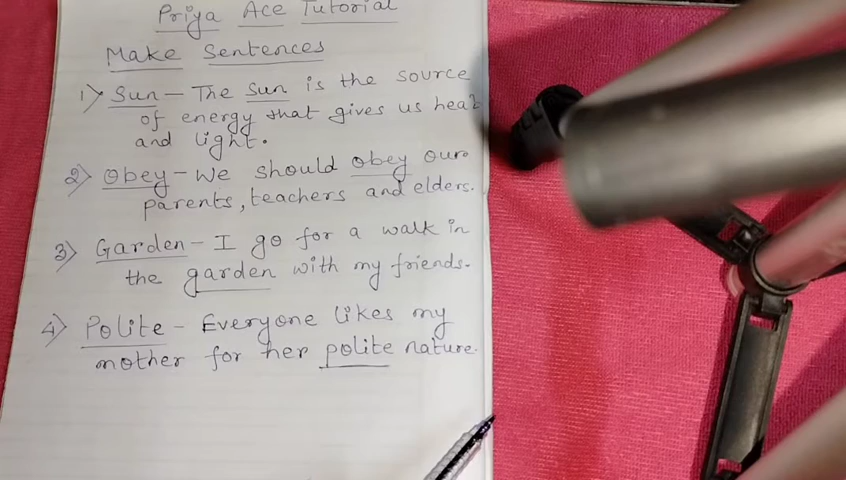 Priya Ace Tutorial
Make Sentences
1) Sun - The Sun is the source
of energy that gives us heat
and light.
2) Obey - We should obey our
parents, teachers and elders.
3) Garden - I go for a walk in
the garden with my friends.
4) Polite - Everyone likes my
mother for her polite nature.